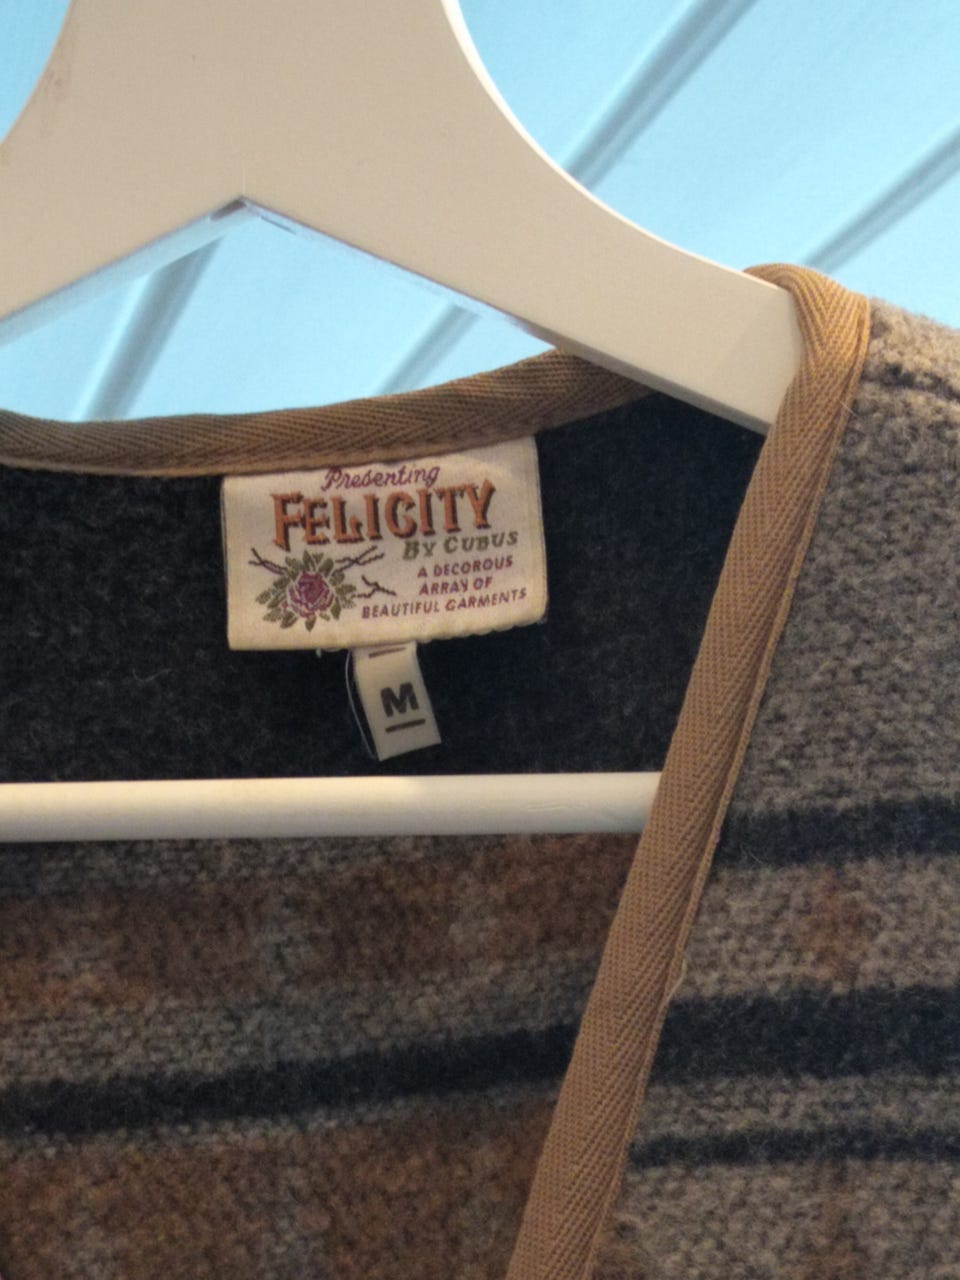 Presenting
FELICITY
BY CUBUS
A DECOROUS
ARRAY OF
BEAUTIFUL GARMENTS
M